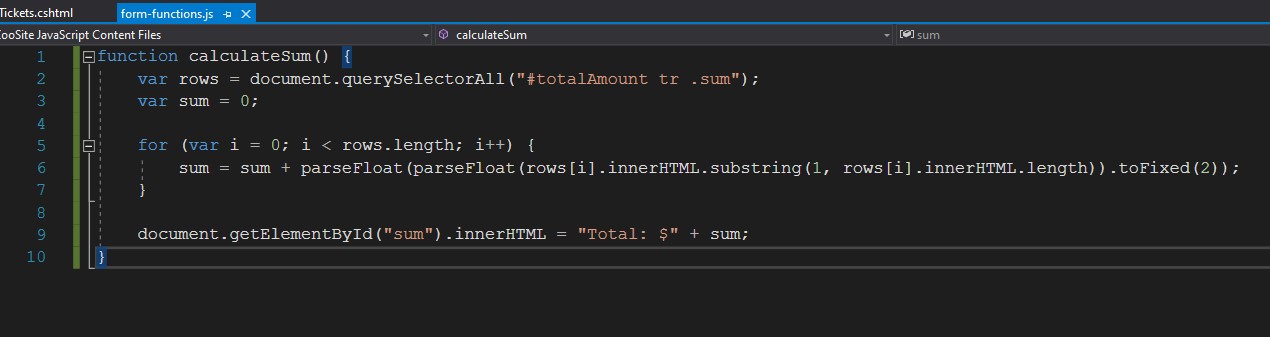 Tickets.cshtml form-functions.js
ooSite JavaScript Content Files calculateSum sum
1 function calculateSum() {
2 var rows = document.querySelectorAll("#totalAmount tr .sum");
3 var sum = 0;
4
5 for (var i = 0; i < rows.length; i++) {
6 sum = sum + parseFloat(parseFloat(rows[i].innerHTML.substring(1, rows[i].innerHTML.length)).toFixed(2));
7 }
8
9 document.getElementById("sum").innerHTML = "Total: $" + sum;
10 }